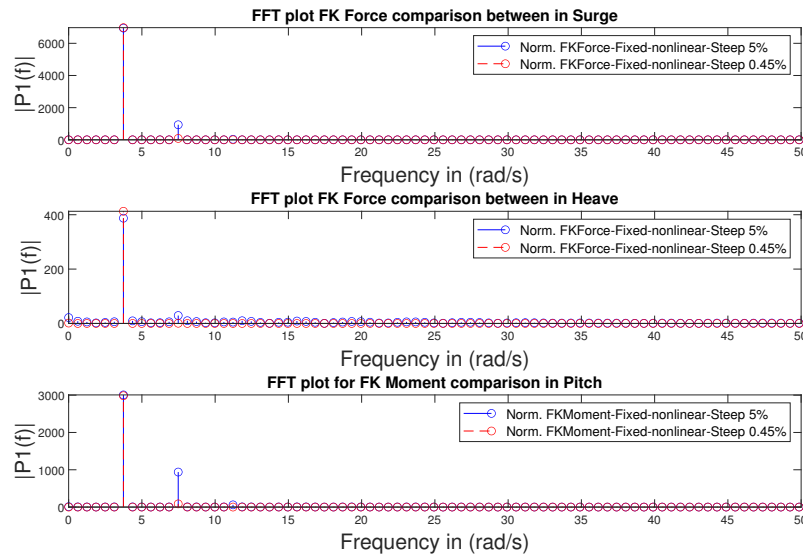 FFT plot FK Force comparison between in Surge
|P1(f)|
6000
4000
2000
0
Norm. FKForce-Fixed-nonlinear-Steep 5%
Norm. FKForce-Fixed-nonlinear-Steep 0.45%
0 5 10 15 20 25 30 35 40 45 50
Frequency in (rad/s)
FFT plot FK Force comparison between in Heave
|P1(f)|
400
200
0
Norm. FKForce-Fixed-nonlinear-Steep 5%
Norm. FKForce-Fixed-nonlinear-Steep 0.45%
0 5 10 15 20 25 30 35 40 45 50
Frequency in (rad/s)
FFT plot for FK Moment comparison in Pitch
|P1(f)|
3000
2000
1000
0
Norm. FKMoment-Fixed-nonlinear-Steep 5%
Norm. FKMoment-Fixed-nonlinear-Steep 0.45%
0 5 10 15 20 25 30 35 40 45 50
Frequency in (rad/s)